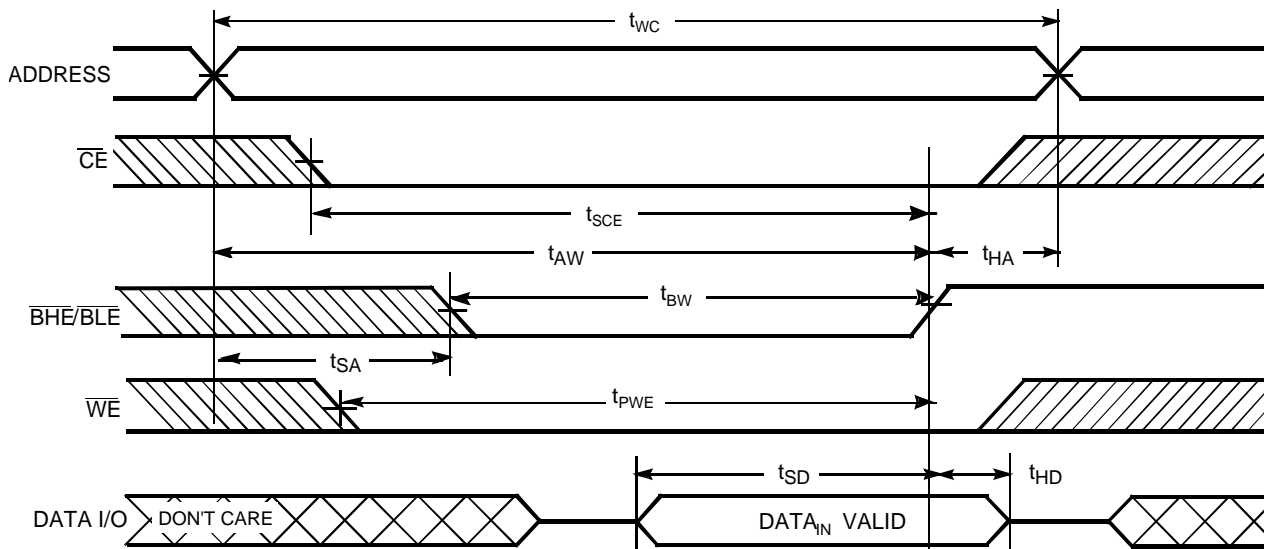 tWC
ADDRESS
CE
tSCE
tAW
tHA
BHE/BLE
tBW
tSA
WE
tPWE
tSD
tHD
DATA I/O
DON'T CARE
DATAIN VALID